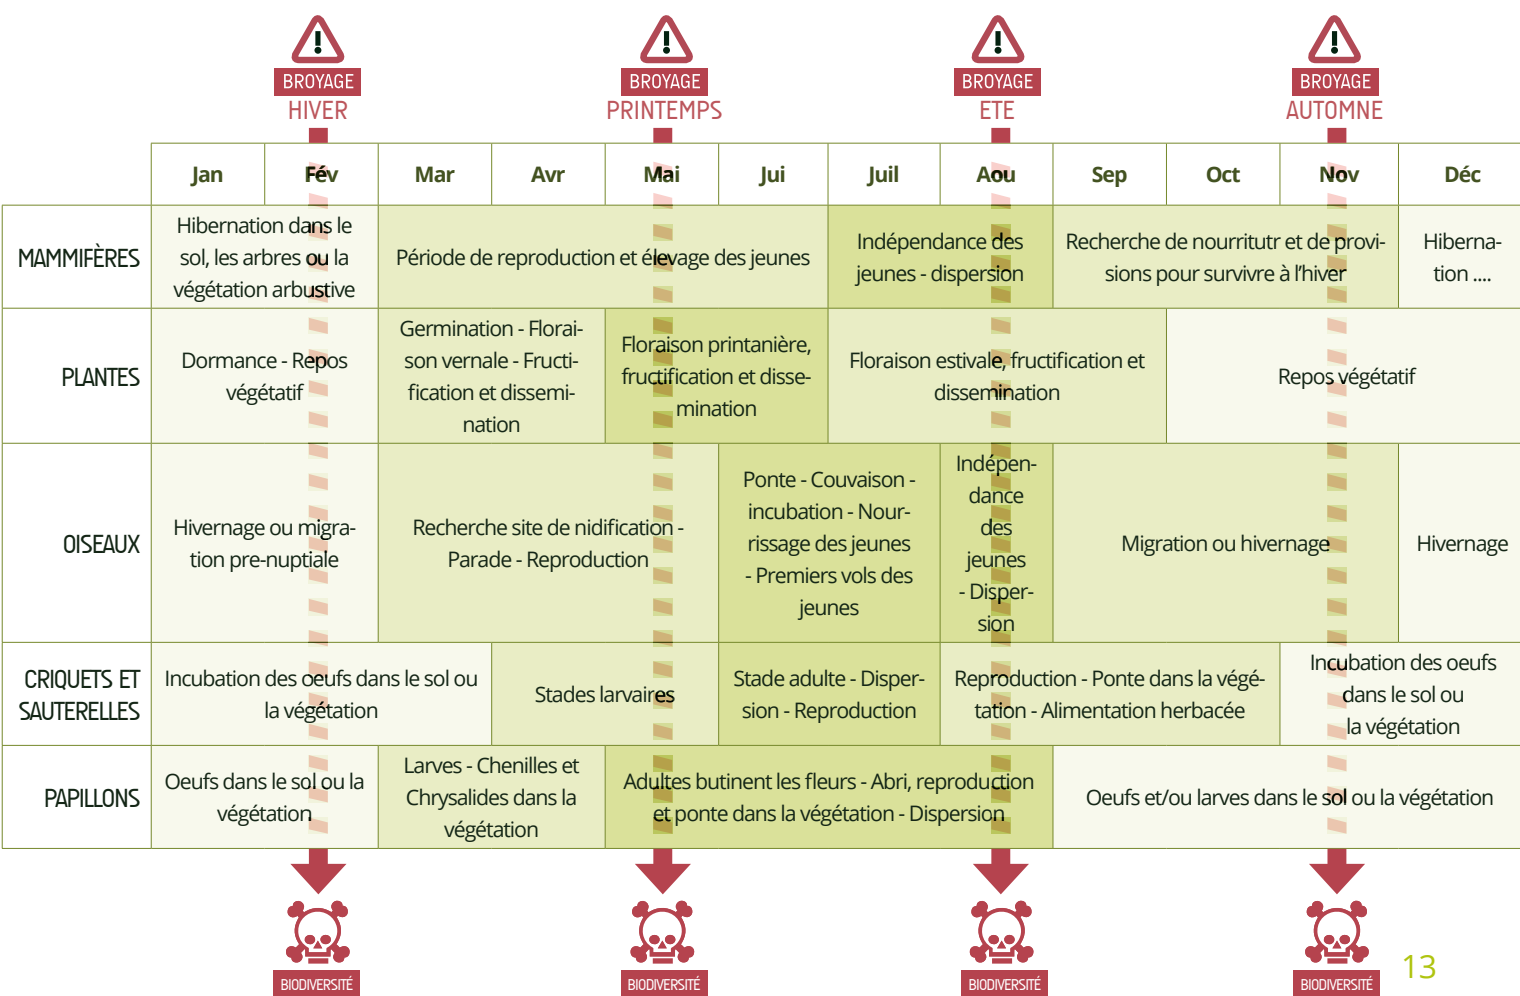 BROYAGE
HIVER
BROYAGE
PRINTEMPS
BROYAGE
ETE
BROYAGE
AUTOMNE
Jan Fév Mar Avr Mai Jui Juil Aou Sep Oct Nov Déc
MAMMIFÈRES
Hibernation dans le
sol, les arbres ou la
végétation arbustive
Période de reproduction et élevage des jeunes
Indépendance des
jeunes - dispersion
Recherche de nourritutr et de provi-
sions pour survivre à l'hiver
Hiberna-
tion ....
PLANTES
Dormance - Repos
végétatif
Germination - Florai-
son vernale - Fructi-
fication et dissemi-
nation
Floraison printanière,
fructification et disse-
mination
Floraison estivale, fructification et
dissemination
Repos végétatif
OISEAUX
Hivernage ou migra-
tion pre-nuptiale
Recherche site de nidification -
Parade - Reproduction
Ponte - Couvaison -
incubation - Nour-
rissage des jeunes
- Premiers vols des
jeunes
Indépen-
dance
des
jeunes
- Disper-
sion
Migration ou hivernage
Hivernage
CRIQUETS ET
SAUTERELLES
Incubation des oeufs dans le sol ou
la végétation
Stades larvaires
Stade adulte - Disper-
sion - Reproduction
Reproduction - Ponte dans la végé-
tation - Alimentation herbacée
Incubation des oeufs
dans le sol ou
la végétation
PAPILLONS
Oeufs dans le sol ou la
végétation
Larves - Chenilles et
Chrysalides dans la
végétation
Adultes butinent les fleurs - Abri, reproduction
et ponte dans la végétation - Dispersion
Oeufs et/ou larves dans le sol ou la végétation
BIODIVERSITÉ
BIODIVERSITÉ
BIODIVERSITÉ
BIODIVERSITÉ
13